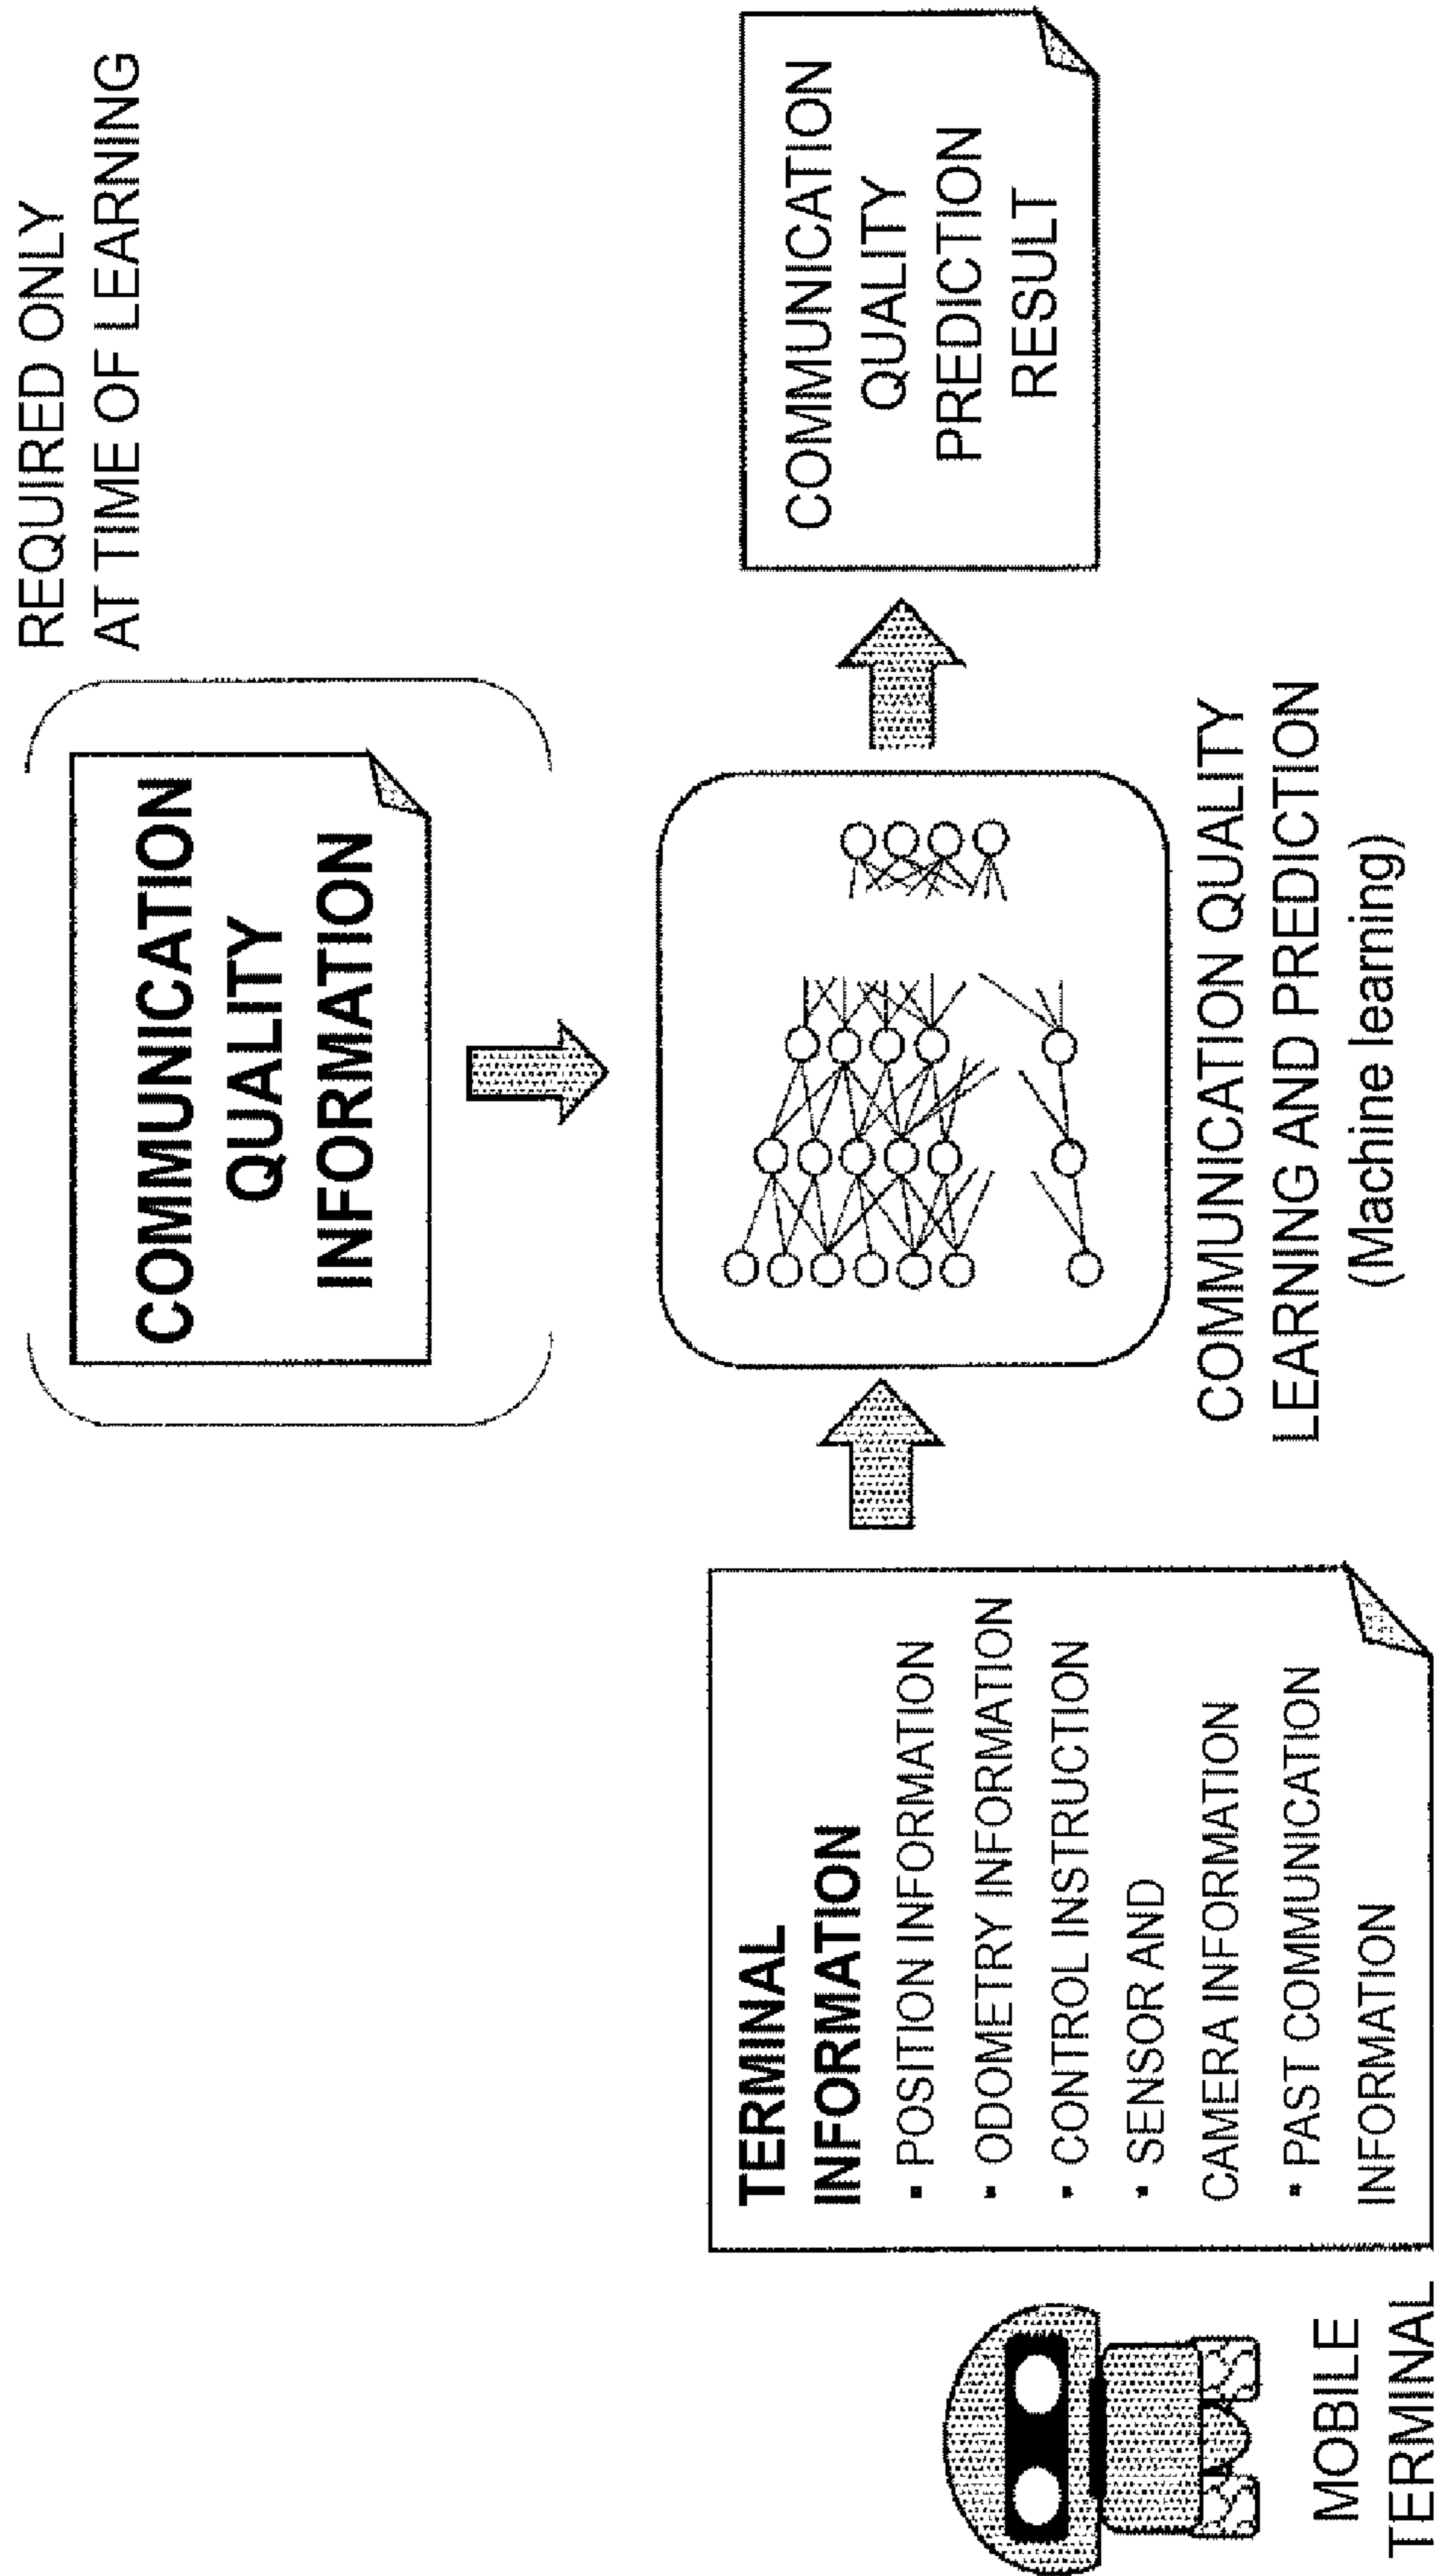 REQUIRED ONLY
AT TIME OF LEARNING
COMMUNICATION
QUALITY
INFORMATION
MOBILE
TERMINAL
TERMINAL
INFORMATION
▪ POSITION INFORMATION
▪ ODOMETRY INFORMATION
▪ CONTROL INSTRUCTION
▪ SENSOR AND
CAMERA INFORMATION
▪ PAST COMMUNICATION
INFORMATION
COMMUNICATION QUALITY
LEARNING AND PREDICTION
(Machine learning)
COMMUNICATION
QUALITY
PREDICTION
RESULT